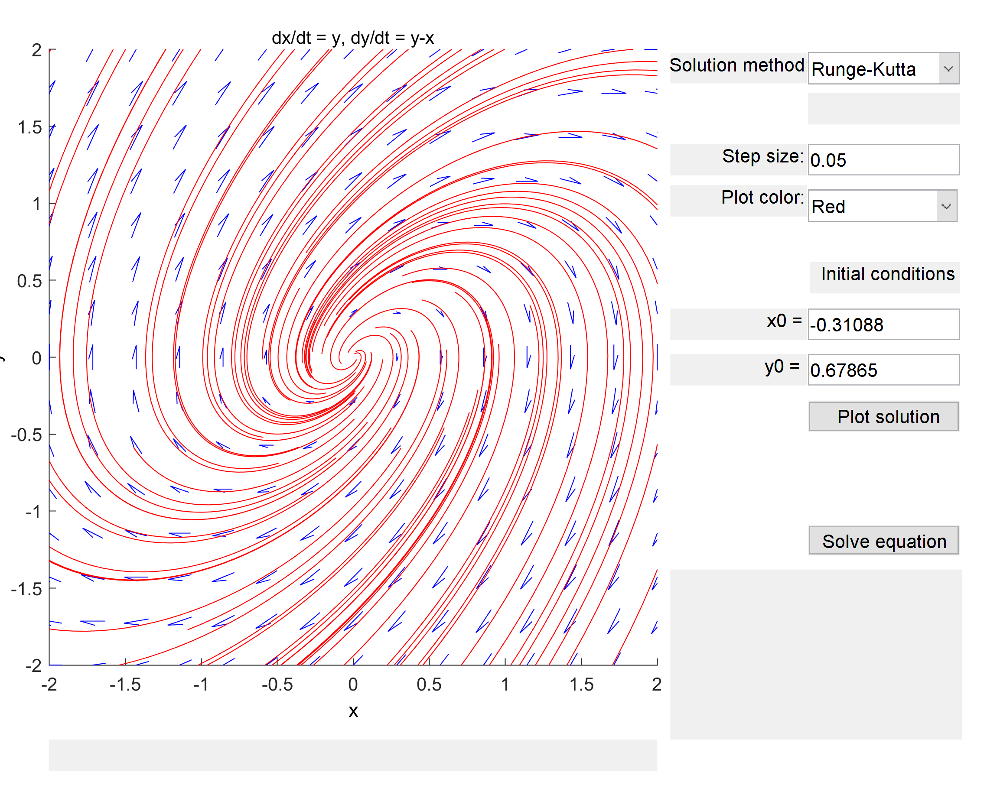 dx/dt = y, dy/dt = y-x
2
1.5
1
0.5
0
-0.5
-1
-1.5
-2
-2
-1.5
-1
-0.5
0
0.5
1
1.5
2
x
Solution method:
Runge-Kutta
Step size:
0.05
Plot color:
Red
Initial conditions
x0 =
-0.31088
y0 =
0.67865
Plot solution
Solve equation